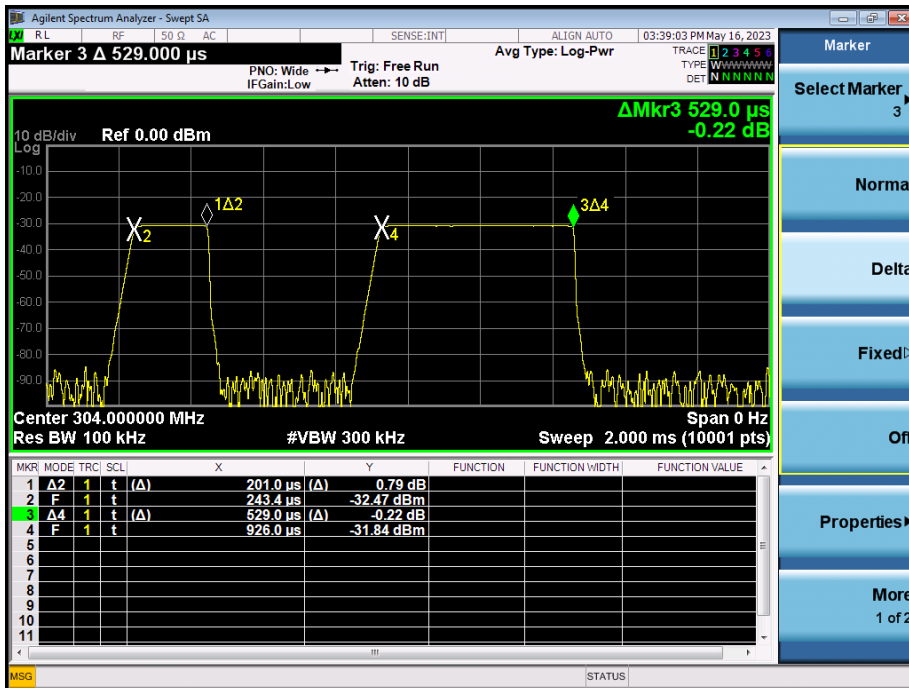 Agilent Spectrum Analyzer - Swept SA
LXI RL RF 50 Ω AC SENSE:INT ALIGN AUTO 03:39:03 PM May 16, 2023
Marker 3 Δ 529.000 µs
PNO: Wide
IFGain:Low
Trig: Free Run
Atten: 10 dB
Avg Type: Log-Pwr
TRACE 1 2 3 4 5 6
TYPE W W W W W W
DET N N N N N N
ΔMkr3 529.0 µs
-0.22 dB
10 dB/div Ref 0.00 dBm
Log
-10.0
-20.0
-30.0
-40.0
-50.0
-60.0
-70.0
-80.0
-90.0
1Δ2
2
3Δ4
4
Center 304.000000 MHz Span 0 Hz
Res BW 100 kHz #VBW 300 kHz Sweep 2.000 ms (10001 pts)
MKR MODE TRC SCL X Y FUNCTION FUNCTION WIDTH FUNCTION VALUE
1 Δ2 1 t (Δ) 201.0 µs (Δ) 0.79 dB
2 F 1 t 243.4 µs -32.47 dBm
3 Δ4 1 t (Δ) 529.0 µs (Δ) -0.22 dB
4 F 1 t 926.0 µs -31.84 dBm
5
6
7
8
9
10
11
MSG STATUS
Marker
Select Marker
3
Norma
Delta
Fixed
Off
Properties
More
1 of 2